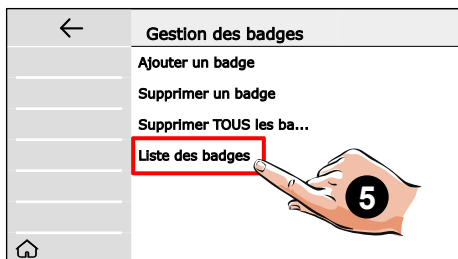 Gestion des badges
Ajouter un badge
Supprimer un badge
Supprimer TOUS les ba...
Liste des badges
5